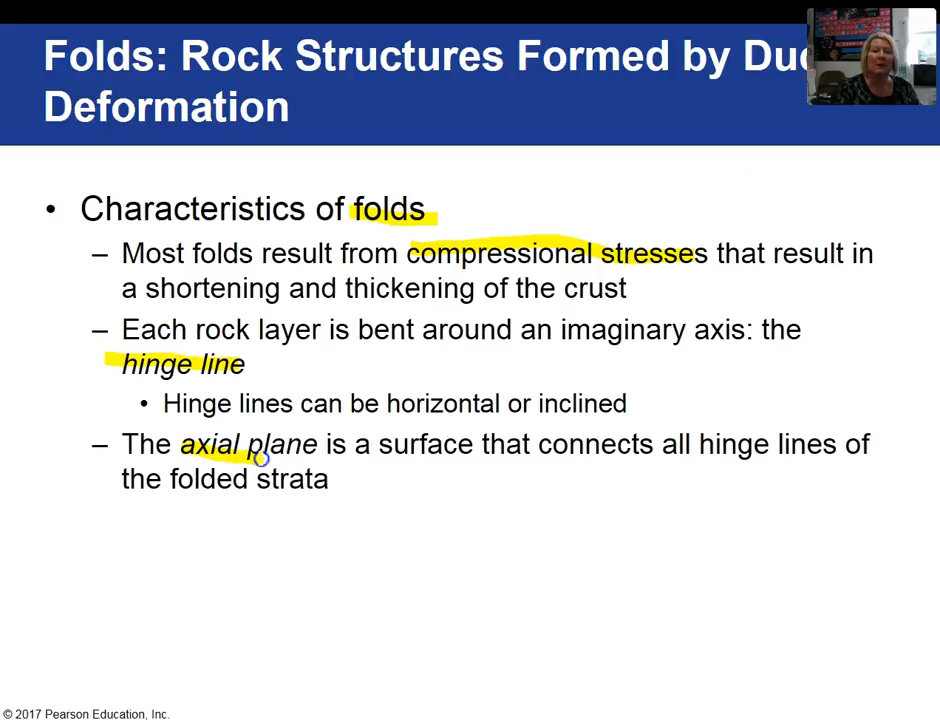 Folds: Rock Structures Formed by
Deformation
• Characteristics of folds
– Most folds result from compressional stresses that result in
a shortening and thickening of the crust
– Each rock layer is bent around an imaginary axis: the
hinge line
• Hinge lines can be horizontal or inclined
– The axial plane is a surface that connects all hinge lines of
the folded strata
© 2017 Pearson Education, Inc.